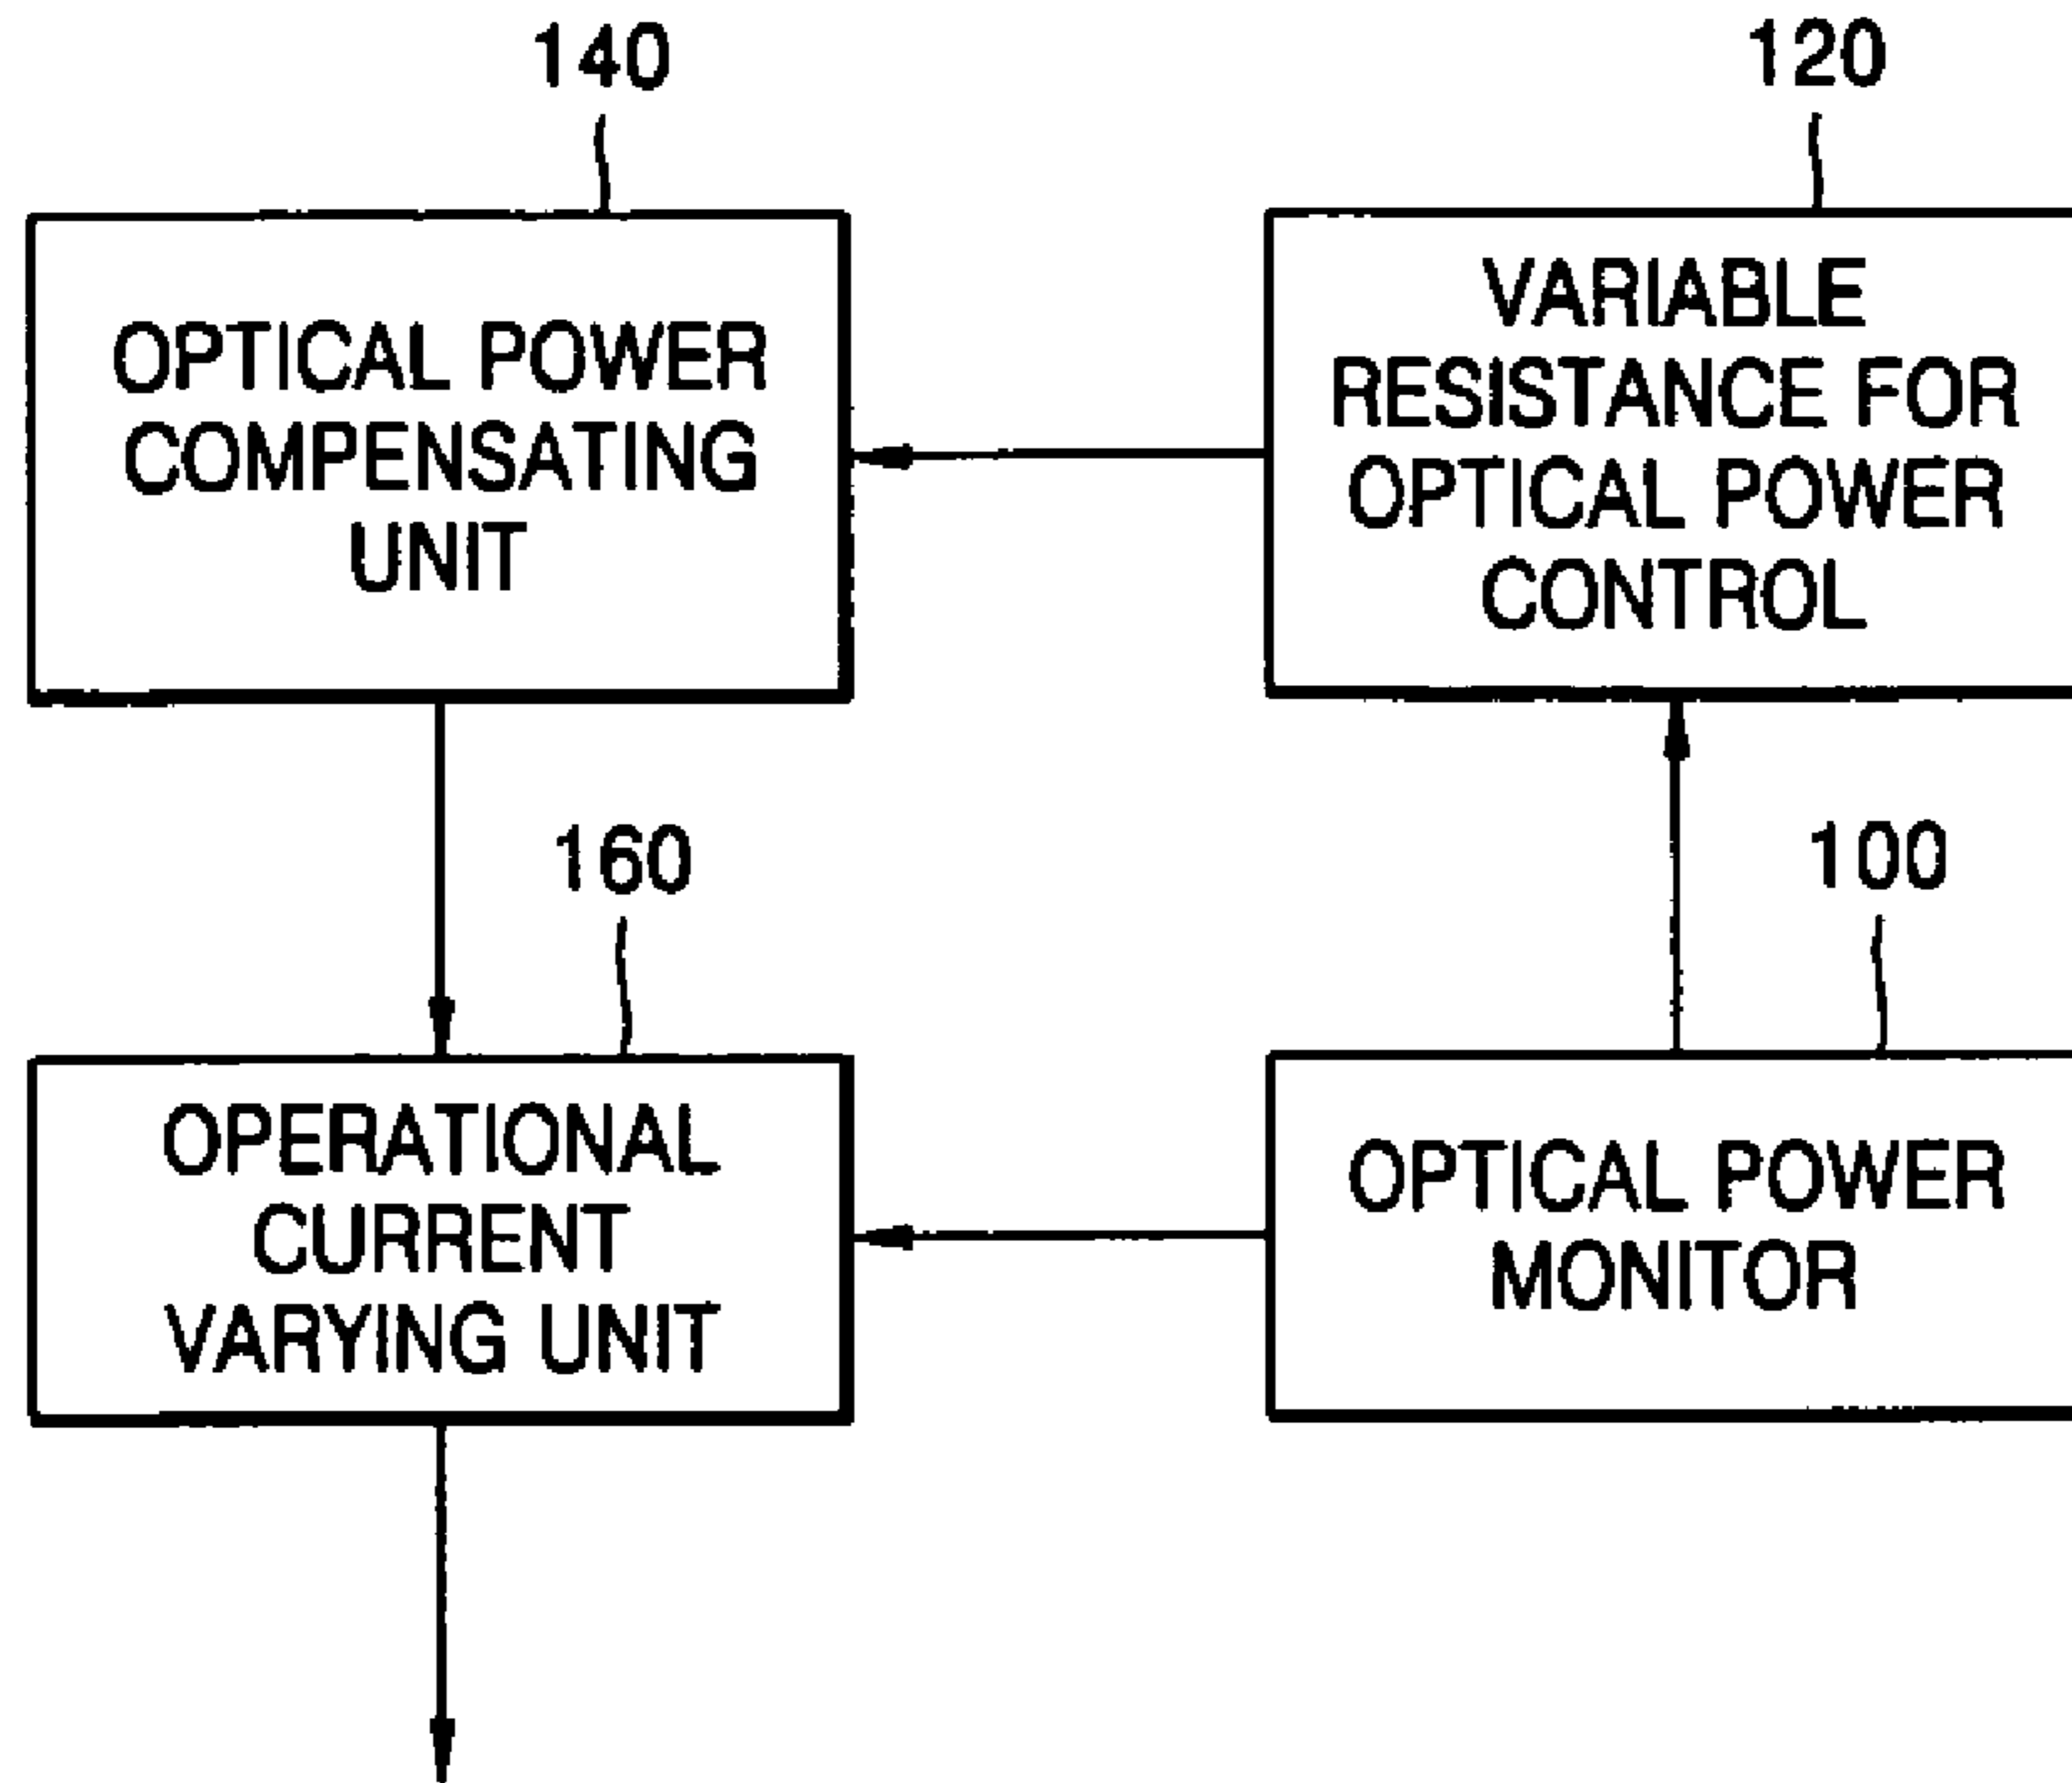 140
120
OPTICAL POWER
COMPENSATING
UNIT
VARIABLE
RESISTANCE FOR
OPTICAL POWER
CONTROL
160
100
OPERATIONAL
CURRENT
VARYING UNIT
OPTICAL POWER
MONITOR